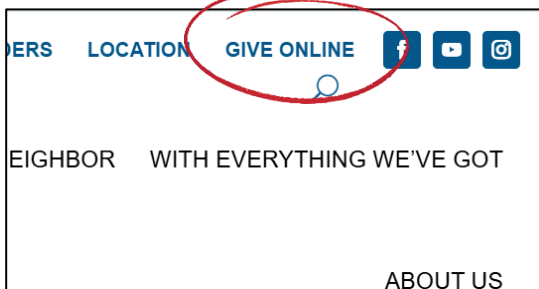 DERS LOCATION GIVE ONLINE
EIGHBOR WITH EVERYTHING WE'VE GOT
ABOUT US